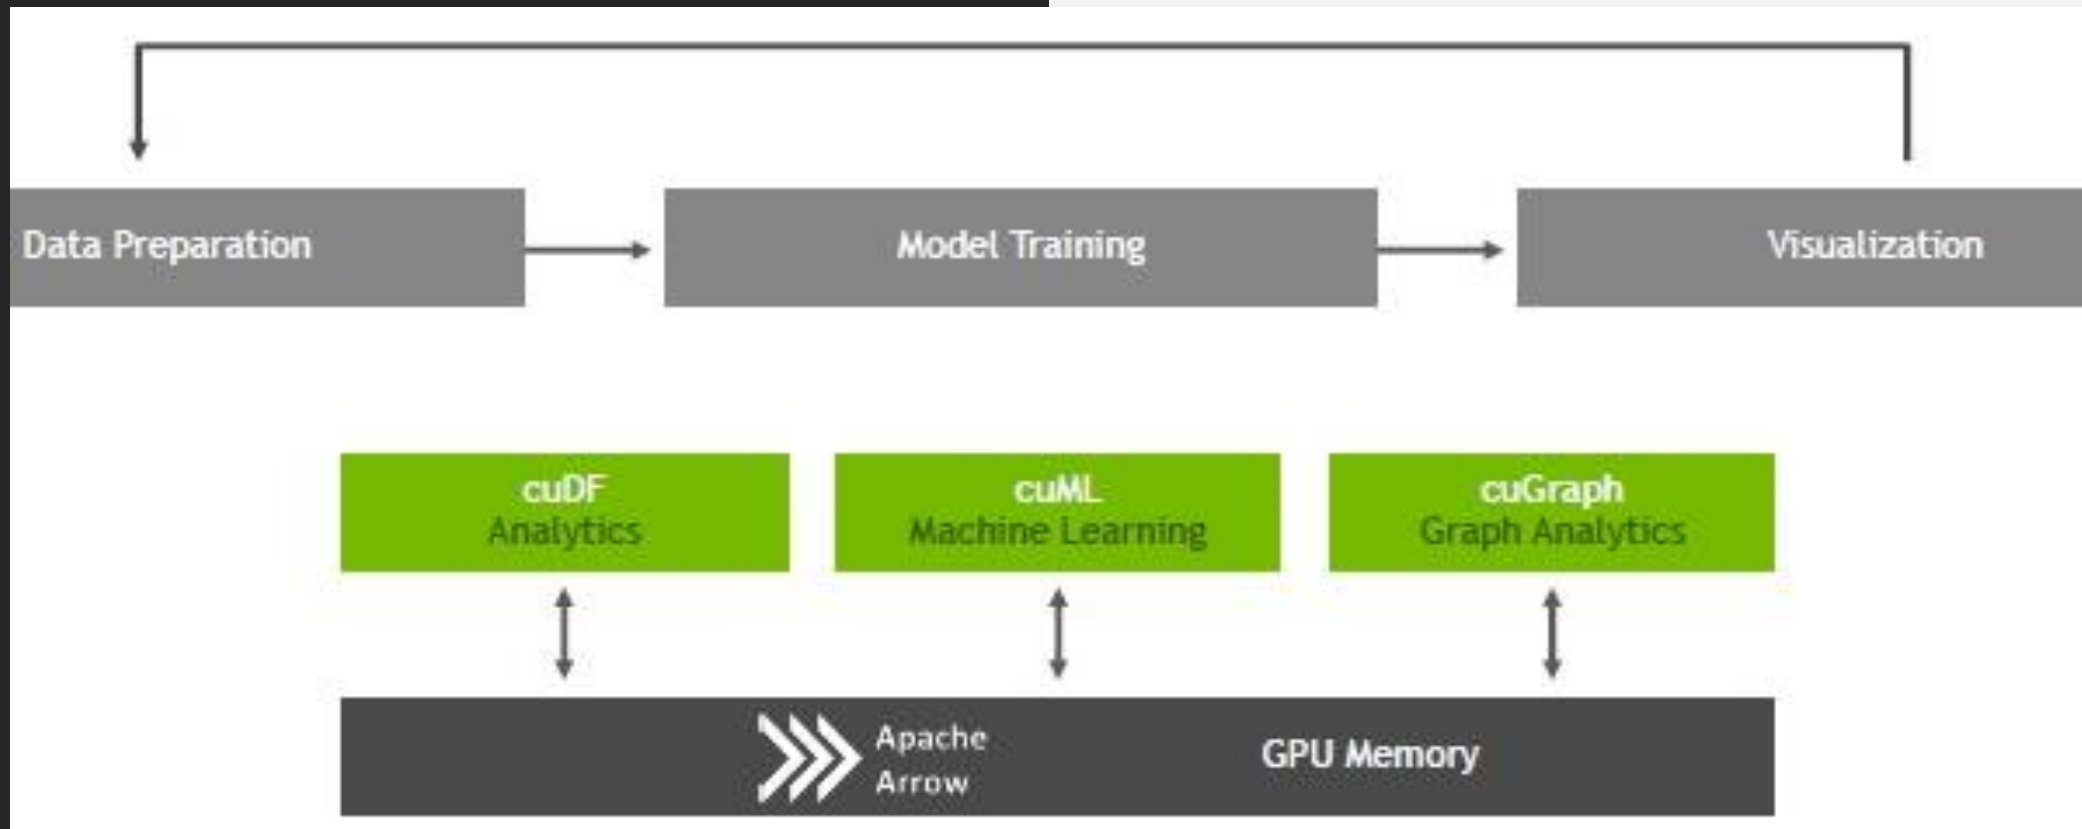 Data Preparation
Model Training
Visualization
cuDF
Analytics
cuML
Machine Learning
cuGraph
Graph Analytics
Apache
Arrow
GPU Memory